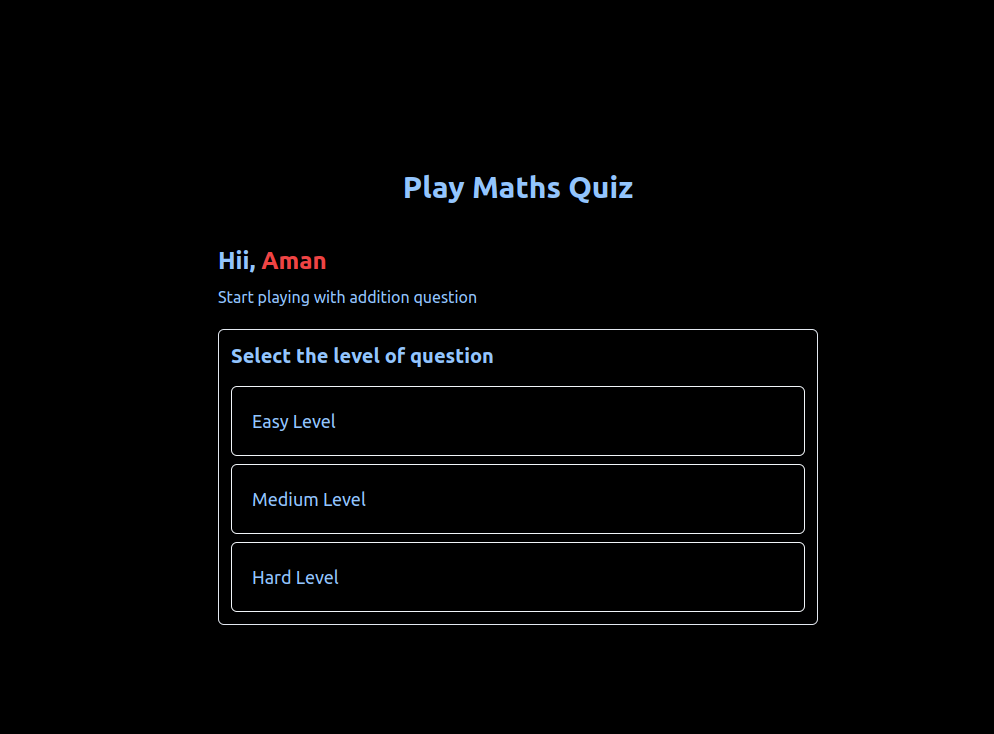 Play Maths Quiz
Hii, Aman
Start playing with addition question
Select the level of question
Easy Level
Medium Level
Hard Level